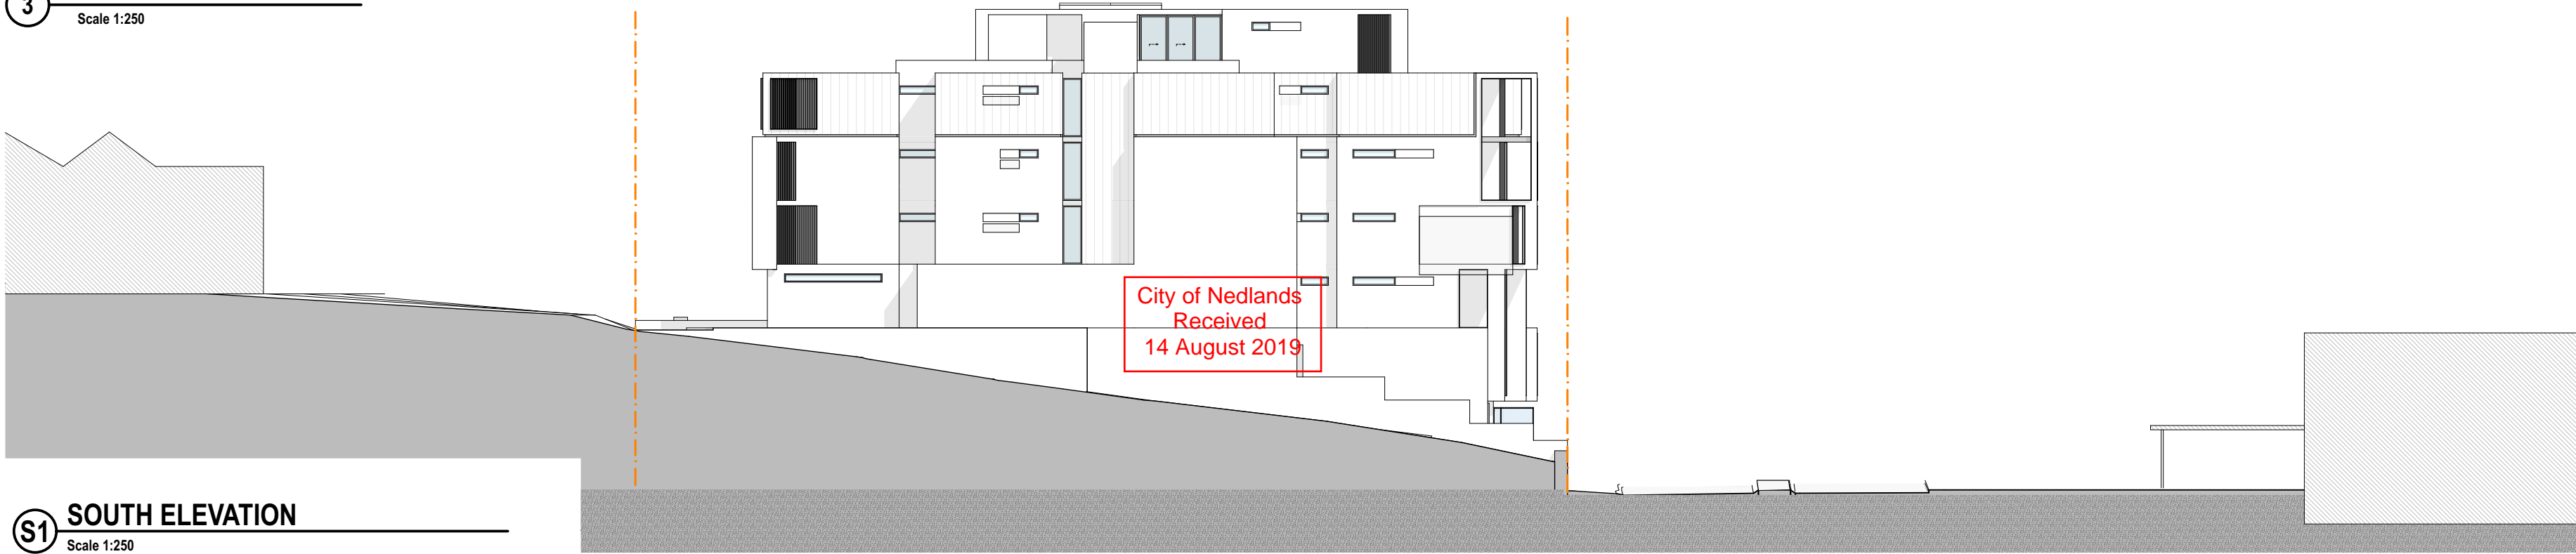 3
Scale 1:250
City of Nedlands
Received
14 August 2019
S1
SOUTH ELEVATION
Scale 1:250